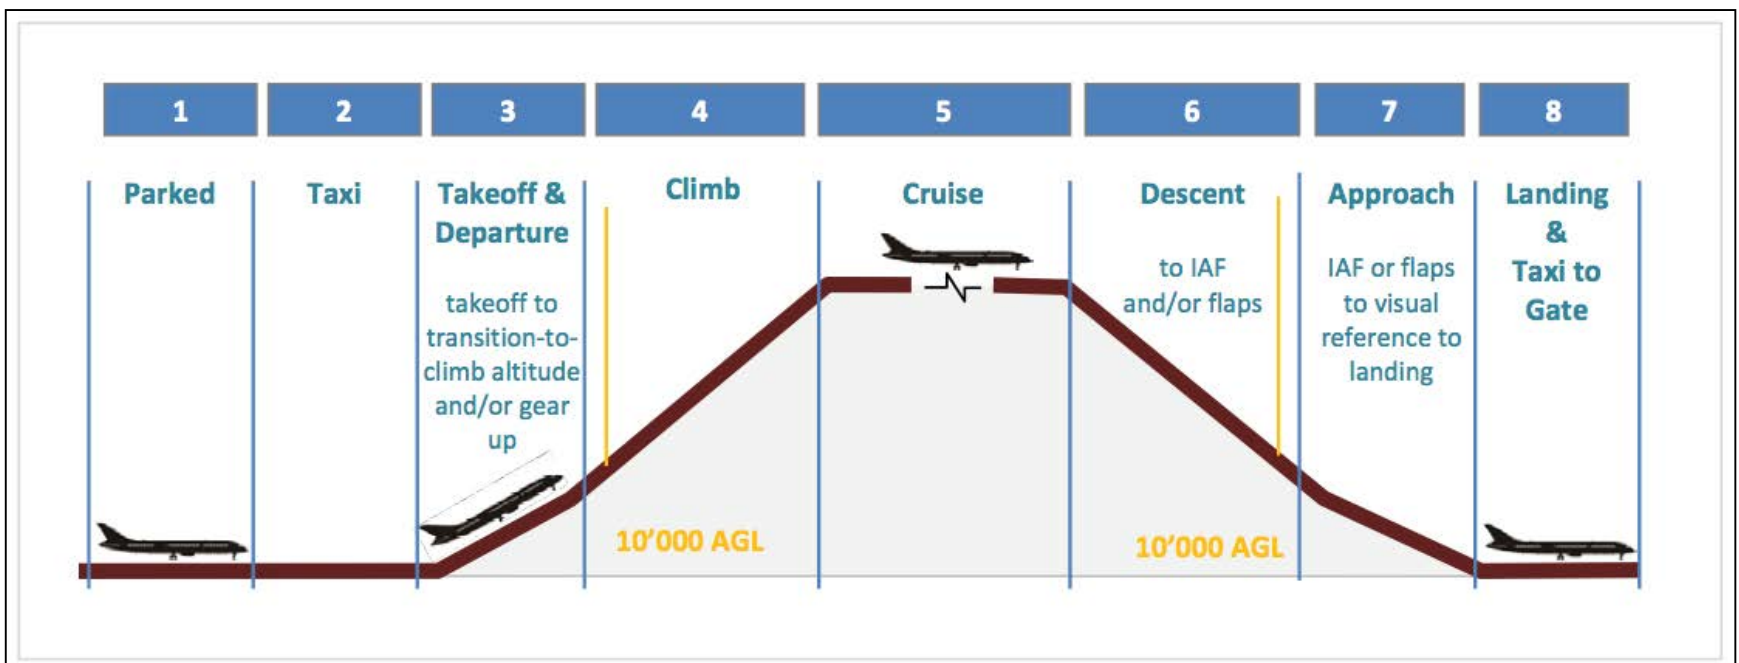 1
2
3
4
5
6
7
8
Parked
Taxi
Takeoff &
Departure
takeoff to
transition-to-
climb altitude
and/or gear
up
Climb
Cruise
Descent
to IAF
and/or flaps
Approach
IAF or flaps
to visual
reference to
landing
Landing
&
Taxi to
Gate
10’000 AGL
10’000 AGL